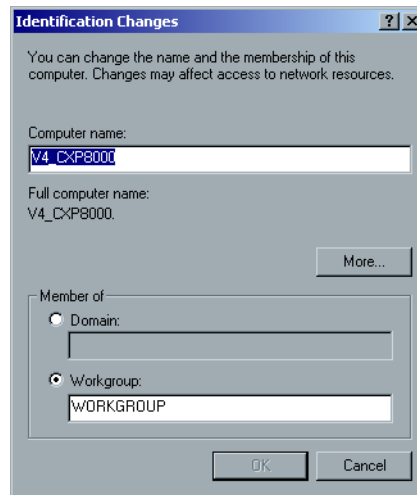 Identification Changes
You can change the name and the membership of this
computer. Changes may affect access to network resources.
Computer name:
V4_CXP8000
Full computer name:
V4_CXP8000.
More...
Member of
Domain:
Workgroup:
WORKGROUP
OK
Cancel